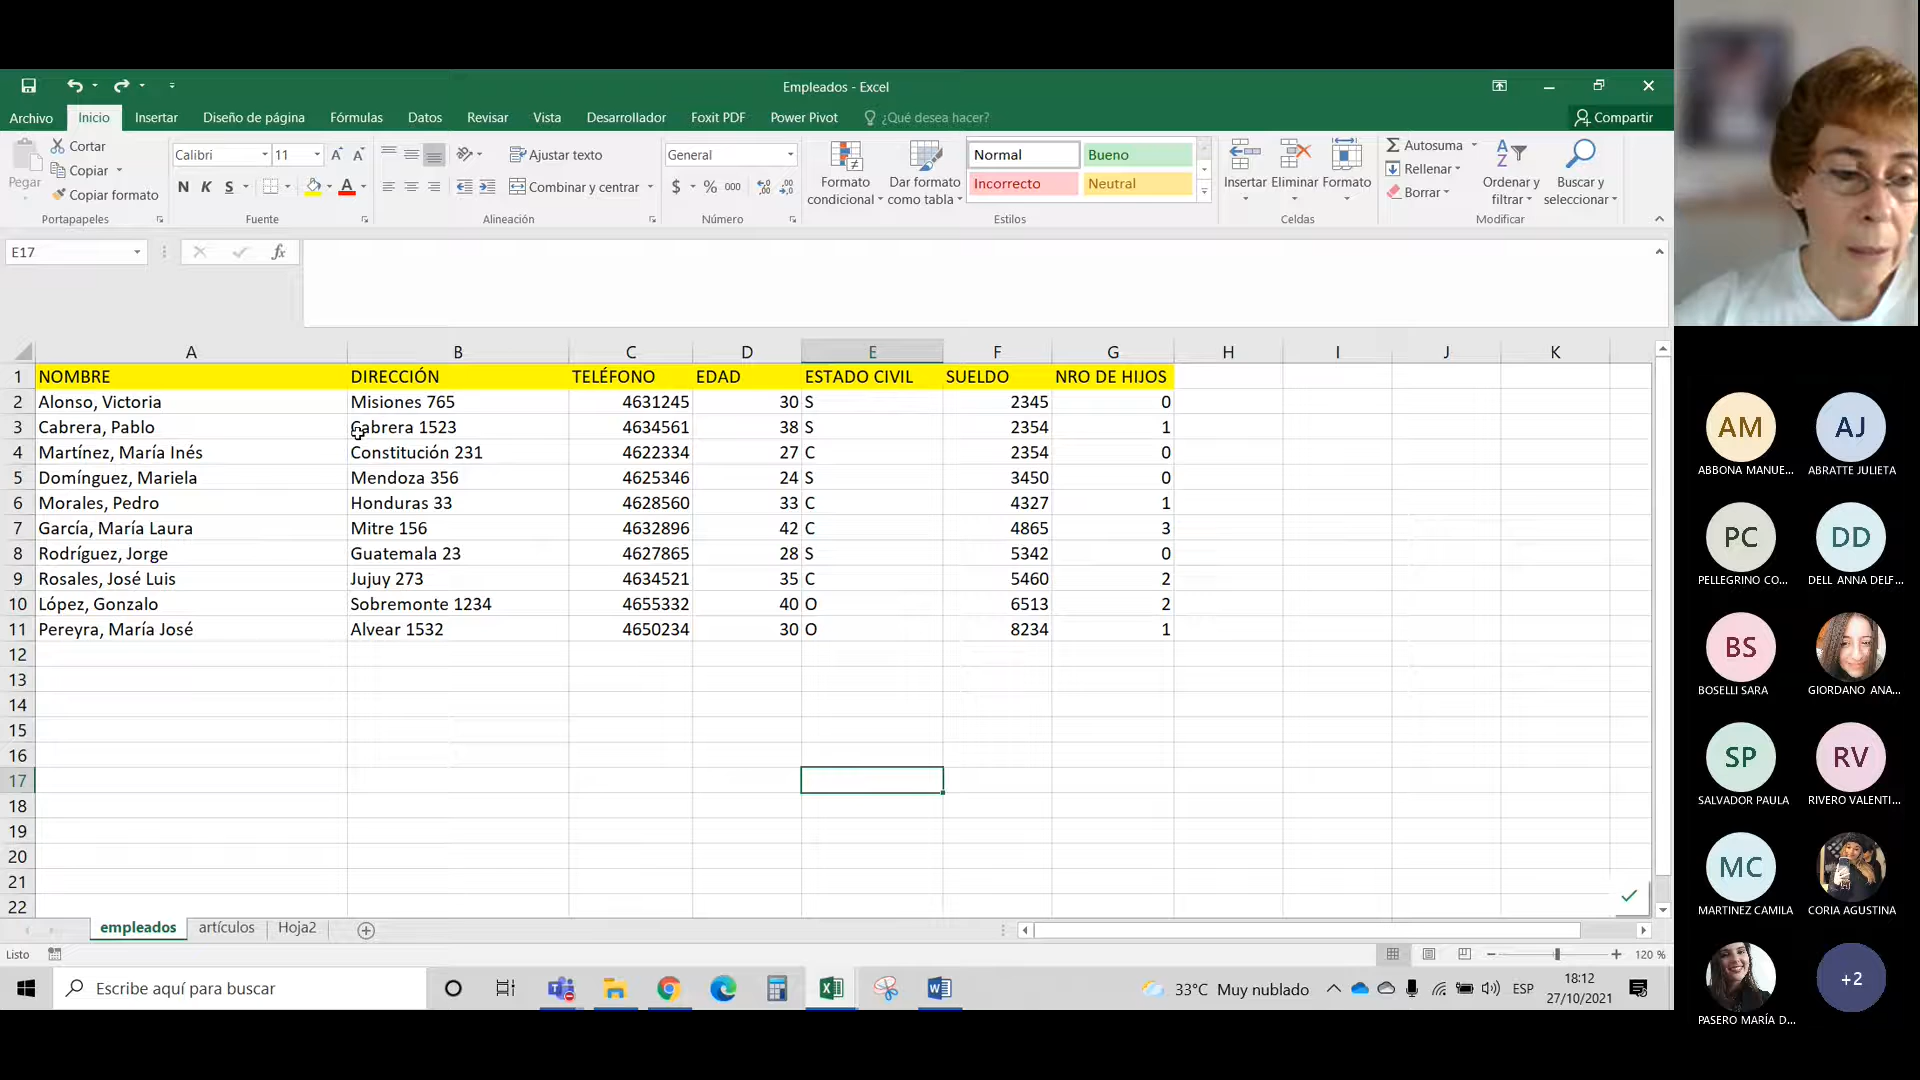 Empleados - Excel
Archivo Inicio Insertar Diseño de página Fórmulas Datos Revisar Vista Desarrollador Foxit PDF Power Pivot ¿Qué desea hacer? Compartir
Pegar Cortar Copiar Copiar formato
Calibri 11 N K S A
Ajustar texto
Combinar y centrar
General
$ % 000
Formato condicional
Dar formato como tabla
Normal Bueno
Incorrecto Neutral
Insertar Eliminar Formato
Autosuma
Rellenar
Borrar
Ordenar y filtrar
Buscar y seleccionar
Portapapeles Fuente Alineación Número Estilos Celdas Modificar
E17 fx
A B C D E F G H I J K
1 NOMBRE DIRECCIÓN TELÉFONO EDAD ESTADO CIVIL SUELDO NRO DE HIJOS
2 Alonso, Victoria Misiones 765 4631245 30 S 2345 0
3 Cabrera, Pablo Cabrera 1523 4634561 38 S 2354 1
4 Martínez, María Inés Constitución 231 4622334 27 C 2354 0
5 Domínguez, Mariela Mendoza 356 4625346 24 S 3450 0
6 Morales, Pedro Honduras 33 4628560 33 C 4327 1
7 García, María Laura Mitre 156 4632896 42 C 4865 3
8 Rodríguez, Jorge Guatemala 23 4627865 28 S 5342 0
9 Rosales, José Luis Jujuy 273 4634521 35 C 5460 2
10 López, Gonzalo Sobremonte 1234 4655332 40 O 6513 2
11 Pereyra, María José Alvear 1532 4650234 30 O 8234 1
12
13
14
15
16
17
18
19
20
21
22
empleados artículos Hoja2
Listo 120 %
Escribe aquí para buscar 33°C Muy nublado ESP 18:12
27/10/2021
AM AJ
ABBONA MANUE... ABRATTE JULIETA
PC DD
PELLEGRINO CO... DELL ANNA DELF...
BS
BOSELLI SARA GIORDANO ANA...
SP RV
SALVADOR PAULA RIVERO VALENTI...
MC
MARTINEZ CAMILA CORIA AGUSTINA
+2
PASERO MARÍA D...